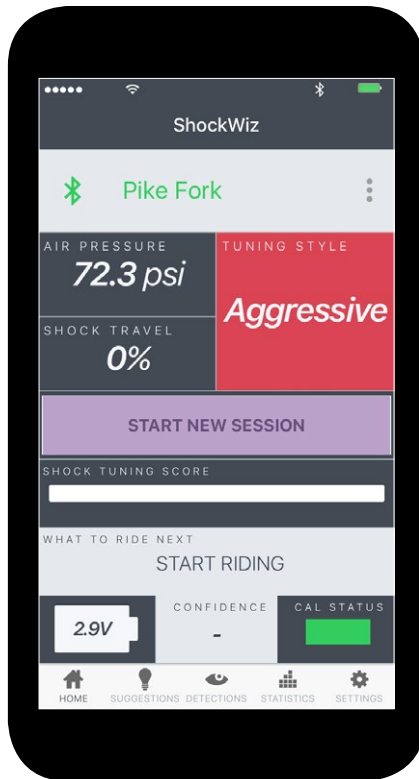 ShockWiz
Pike Fork
AIR PRESSURE
72.3 psi
TUNING STYLE
Aggressive
SHOCK TRAVEL
0%
START NEW SESSION
SHOCK TUNING SCORE
WHAT TO RIDE NEXT
START RIDING
2.9V
CONFIDENCE
-
CAL STATUS
HOME
SUGGESTIONS
DETECTIONS
STATISTICS
SETTINGS